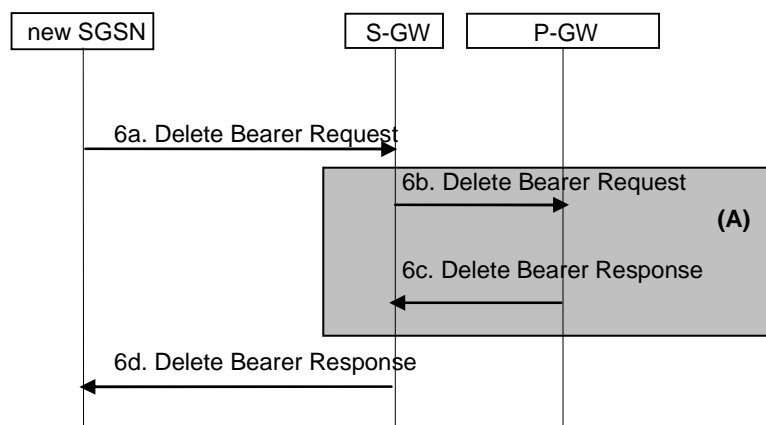 new SGSN
S-GW
P-GW
6a. Delete Bearer Request
6b. Delete Bearer Request
(A)
6c. Delete Bearer Response
6d. Delete Bearer Response